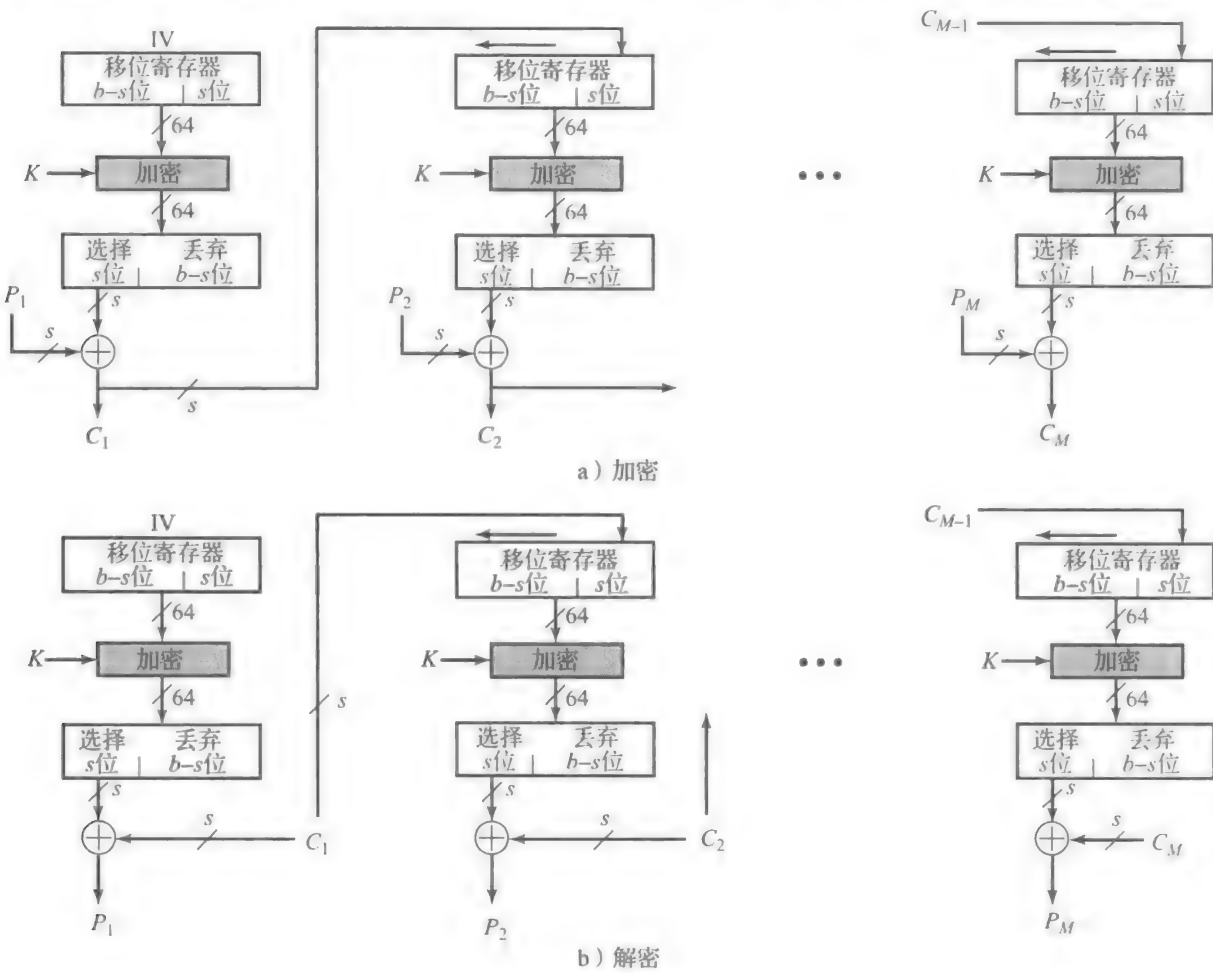 IV
移位寄存器
b–s位 | s位
64
K
加密
64
选择 丢弃
s位 | b–s位
s
P₁
s
s
C₁
移位寄存器
b–s位 | s位
64
K
加密
64
选择 丢弃
s位 | b–s位
s
P₂
s
C₂
• • •
C_{M–1}
移位寄存器
b–s位 | s位
64
K
加密
64
选择 丢弃
s位 | b–s位
s
P_M
s
C_M
a）加密
IV
移位寄存器
b–s位 | s位
64
K
加密
64
选择 丢弃
s位 | b–s位
s
s
s
C₁
P₁
移位寄存器
b–s位 | s位
64
K
加密
64
选择 丢弃
s位 | b–s位
s
s
C₂
P₂
• • •
C_{M–1}
移位寄存器
b–s位 | s位
64
K
加密
64
选择 丢弃
s位 | b–s位
s
s
C_M
P_M
b）解密